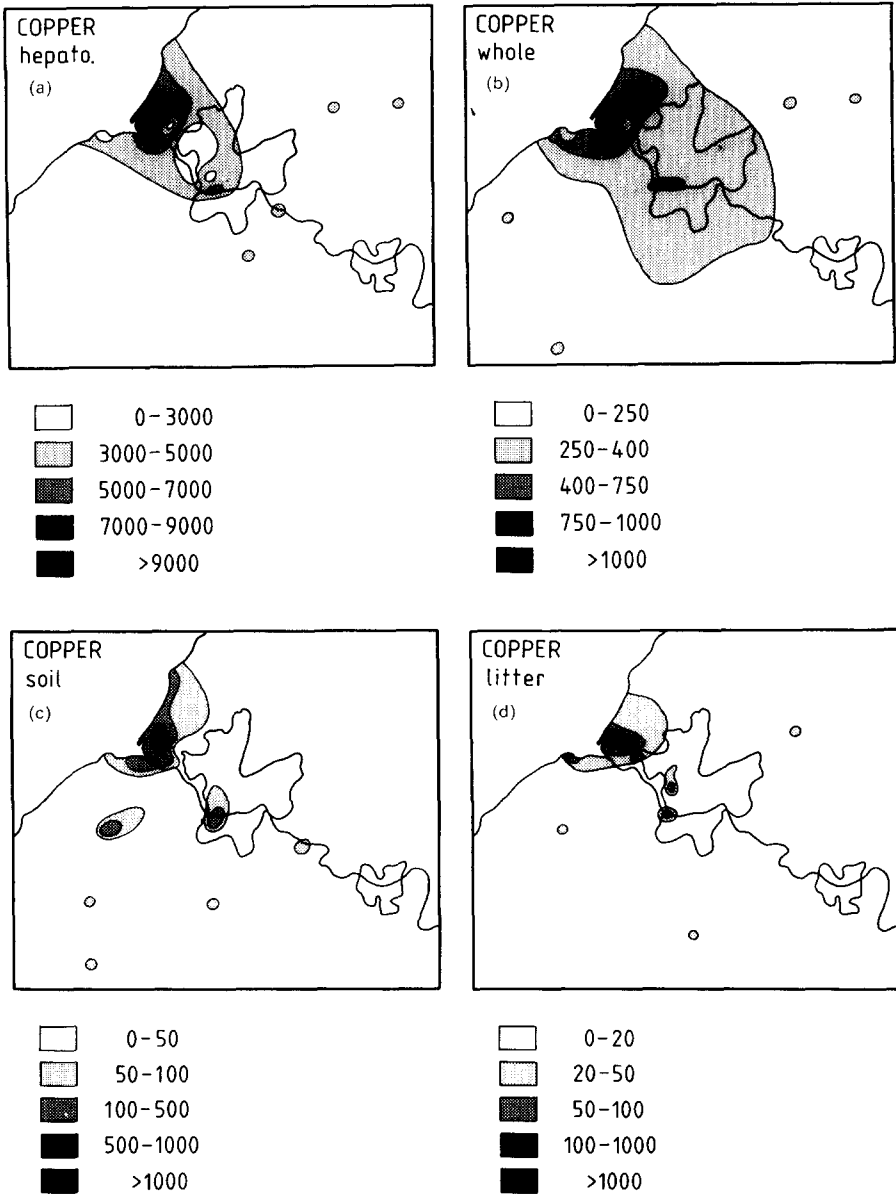 COPPER
hepato.
(a)
COPPER
whole
(b)
0-3000
3000-5000
5000-7000
7000-9000
>9000
0-250
250-400
400-750
750-1000
>1000
COPPER
soil
(c)
COPPER
litter
(d)
0-50
50-100
100-500
500-1000
>1000
0-20
20-50
50-100
100-1000
>1000